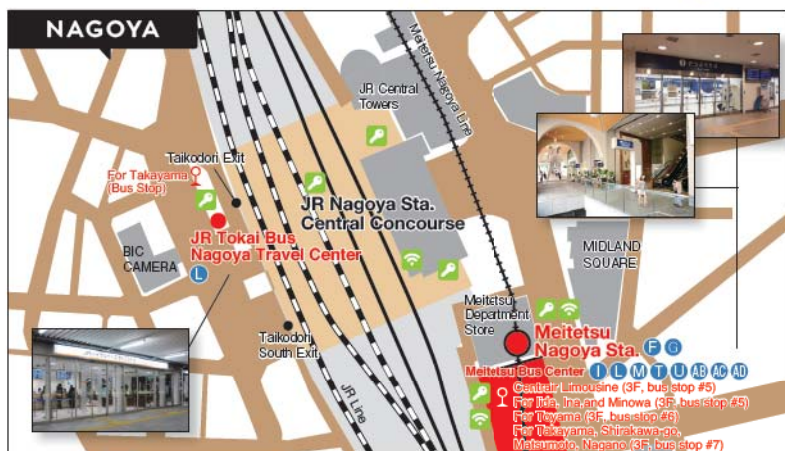 NAGOYA
Meitetsu Nagoya Line
JR Central
Towers
Taikodori Exit
For Takayama
(Bus Stop)
JR Nagoya Sta.
Central Concourse
JR Tokai Bus
Nagoya Travel Center
BIC
CAMERA
L
MIDLAND
SQUARE
Meitetsu
Department
Store
Taikodori
South Exit
Meitetsu
Nagoya Sta. F G
JR Line
Meitetsu Bus Center I L M T U AB AC AD
Centrair Limousine (3F, bus stop #5)
For Iida, Ina and Minowa (3F, bus stop #5)
For Toyama (3F, bus stop #6)
For Takayama, Shirakawa-go,
Matsumoto, Nagano (3F, bus stop #7)